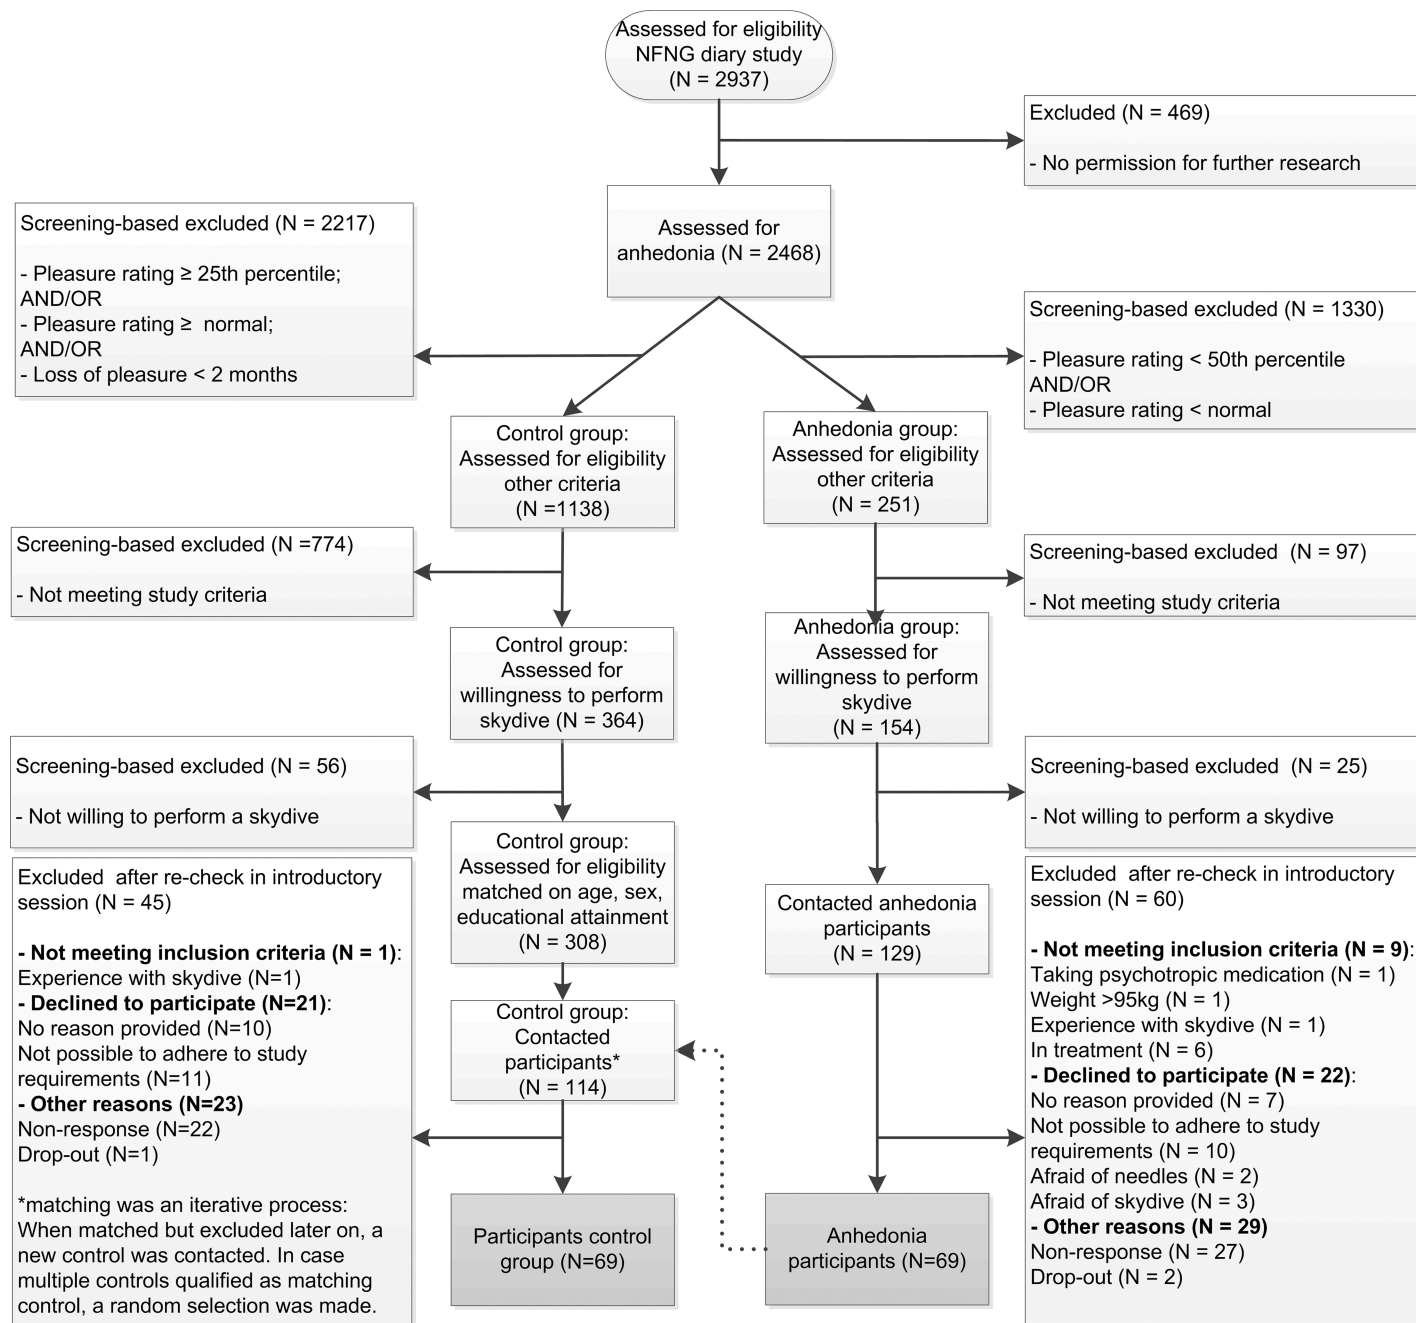 Assessed for eligibility
NFNG diary study
(N = 2937)
Excluded (N = 469)
- No permission for further research
Assessed for
anhedonia (N = 2468)
Screening-based excluded (N = 2217)
- Pleasure rating ≥ 25th percentile;
AND/OR
- Pleasure rating ≥  normal;
AND/OR
- Loss of pleasure < 2 months
Screening-based excluded (N = 1330)
- Pleasure rating < 50th percentile
AND/OR
- Pleasure rating < normal
Control group:
Assessed for eligibility
other criteria
(N =1138)
Anhedonia group:
Assessed for eligibility
other criteria
(N = 251)
Screening-based excluded (N =774)
- Not meeting study criteria
Screening-based excluded  (N = 97)
- Not meeting study criteria
Control group:
Assessed for
willingness to perform
skydive (N = 364)
Anhedonia group:
Assessed for
willingness to perform
skydive
(N = 154)
Screening-based excluded (N = 56)
- Not willing to perform a skydive
Screening-based excluded  (N = 25)
- Not willing to perform a skydive
Control group:
Assessed for eligibility
matched on age, sex,
educational attainment
(N = 308)
Contacted anhedonia
participants
(N = 129)
Control group:
Contacted
participants*
(N = 114)
Excluded  after re-check in introductory
session (N = 45)
- Not meeting inclusion criteria (N = 1):
Experience with skydive (N=1)
- Declined to participate (N=21):
No reason provided (N=10)
Not possible to adhere to study
requirements (N=11)
- Other reasons (N=23)
Non-response (N=22)
Drop-out (N=1)
*matching was an iterative process:
When matched but excluded later on, a
new control was contacted. In case
multiple controls qualified as matching
control, a random selection was made.
Excluded  after re-check in introductory
session (N = 60)
- Not meeting inclusion criteria (N = 9):
Taking psychotropic medication (N = 1)
Weight >95kg (N = 1)
Experience with skydive (N = 1)
In treatment (N = 6)
- Declined to participate (N = 22):
No reason provided (N = 7)
Not possible to adhere to study
requirements (N = 10)
Afraid of needles (N = 2)
Afraid of skydive (N = 3)
- Other reasons (N = 29)
Non-response (N = 27)
Drop-out (N = 2)
Participants control
group (N=69)
Anhedonia
participants (N=69)